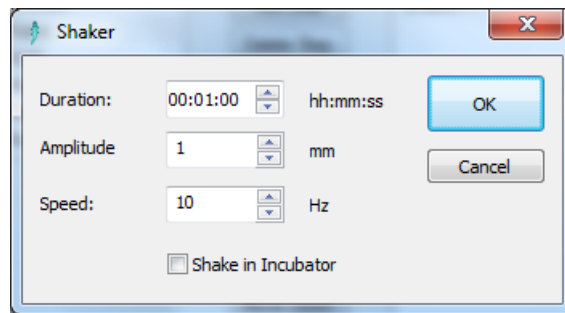 Shaker
Duration: 00:01:00 hh:mm:ss
OK
Amplitude 1 mm
Cancel
Speed: 10 Hz
Shake in Incubator